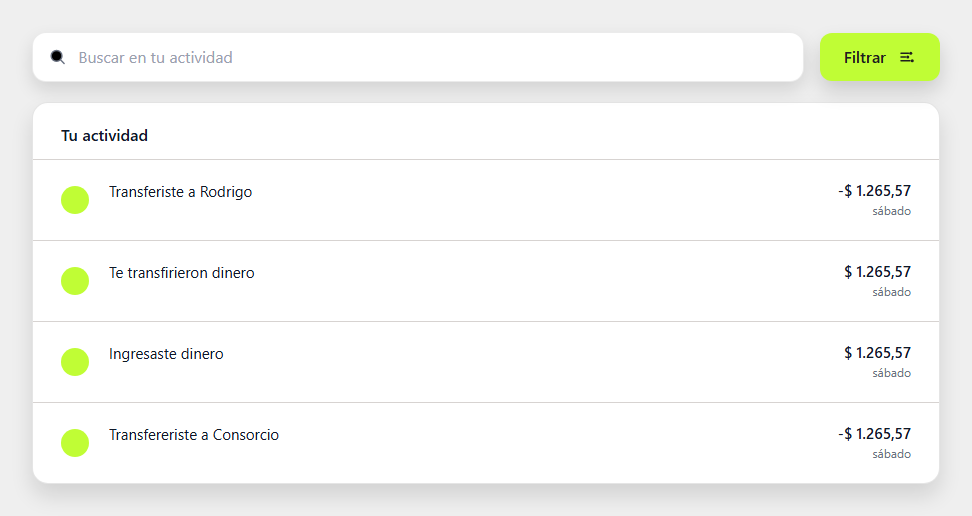 Buscar en tu actividad
Filtrar
Tu actividad
Transferiste a Rodrigo
-$ 1.265,57
sábado
Te transfirieron dinero
$ 1.265,57
sábado
Ingresaste dinero
$ 1.265,57
sábado
Transfereriste a Consorcio
-$ 1.265,57
sábado